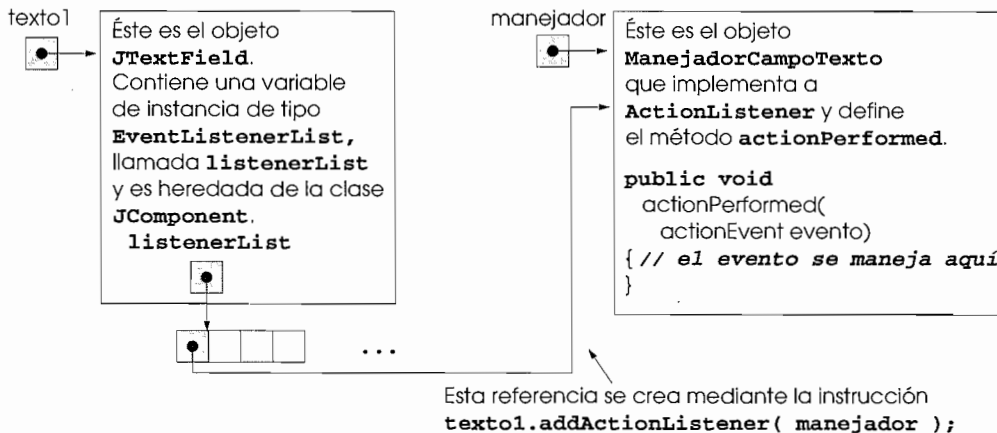 texto1
Éste es el objeto
JTextField.
Contiene una variable
de instancia de tipo
EventListenerList,
llamada listenerList
y es heredada de la clase
JComponent.
listenerList
...
manejador
Éste es el objeto
ManejadorCampoTexto
que implementa a
ActionListener y define
el método actionPerformed.
public void
actionPerformed(
actionEvent evento)
{ // el evento se maneja aquí
}
Esta referencia se crea mediante la instrucción
texto1.addActionListener( manejador );